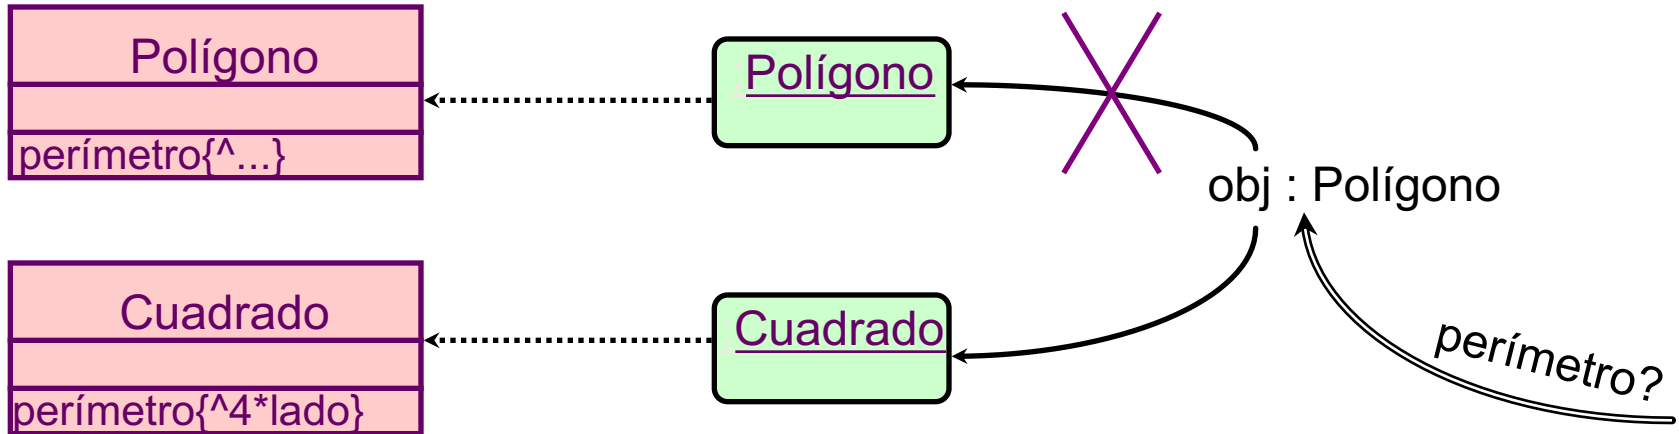 Polígono
perímetro{^...}
Polígono
obj : Polígono
Cuadrado
perímetro{^4*lado}
Cuadrado
perímetro?